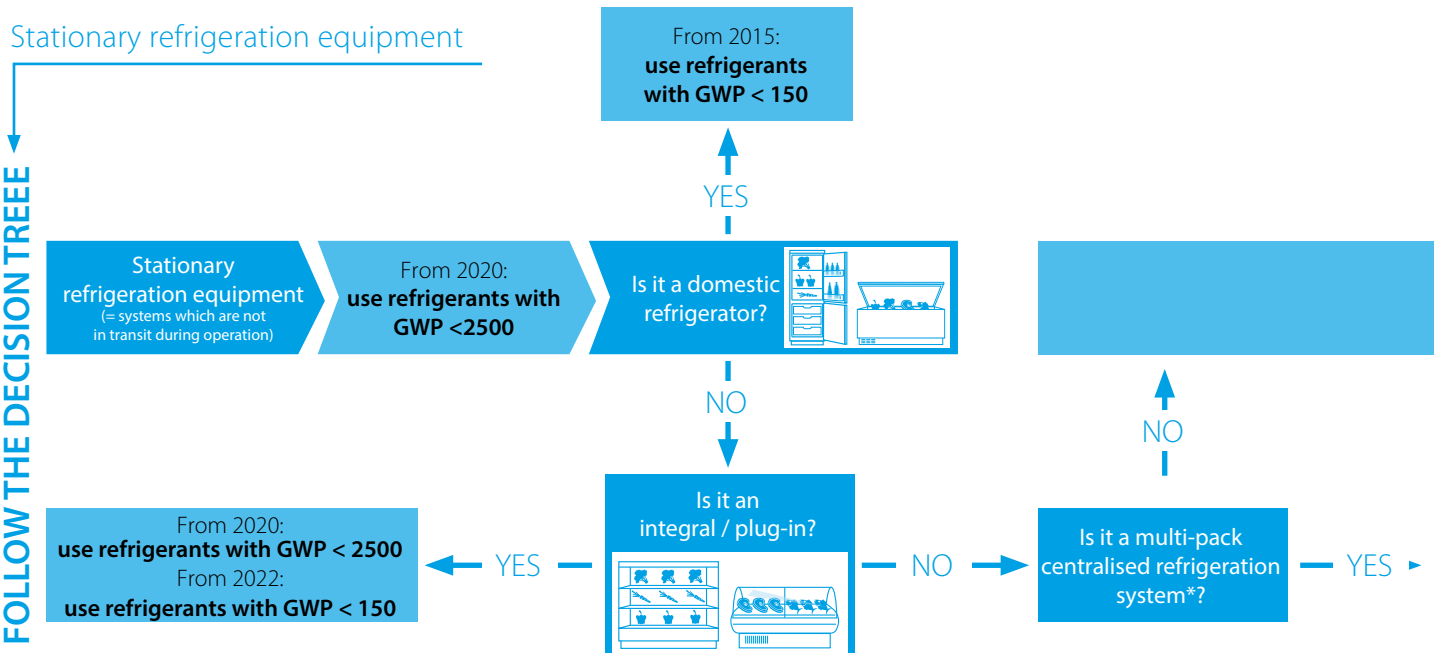 Stationary refrigeration equipment
FOLLOW THE DECISION TREEE
From 2015:
use refrigerants
with GWP < 150
YES
Stationary
refrigeration equipment
(= systems which are not
in transit during operation)
From 2020:
use refrigerants with
GWP <2500
Is it a domestic
refrigerator?
NO
NO
From 2020:
use refrigerants with GWP < 2500
From 2022:
use refrigerants with GWP < 150
YES
Is it an
integral / plug-in?
NO
Is it a multi-pack
centralised refrigeration
system*?
YES